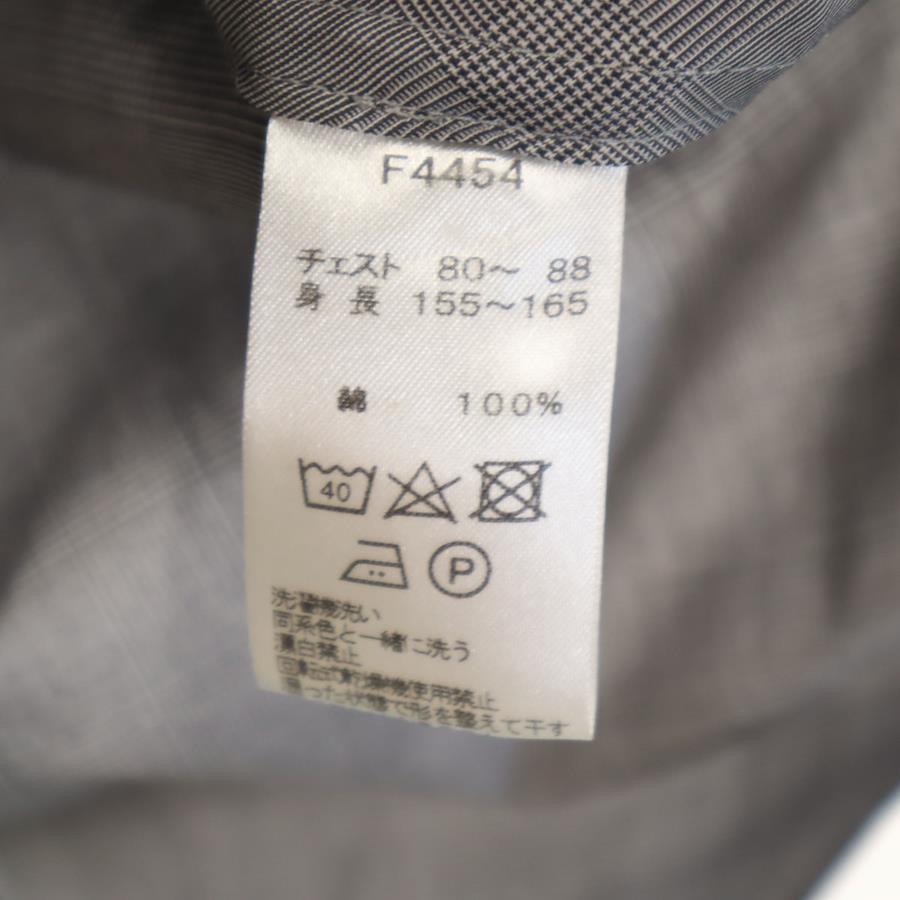 F4454
チェスト 80～ 88
身 長 155～165
綿 100%
40
P
洗濯機洗い
同系色と一緒に洗う
漂白禁止
回転式乾燥機使用禁止
湿った状態で形を整えて干す